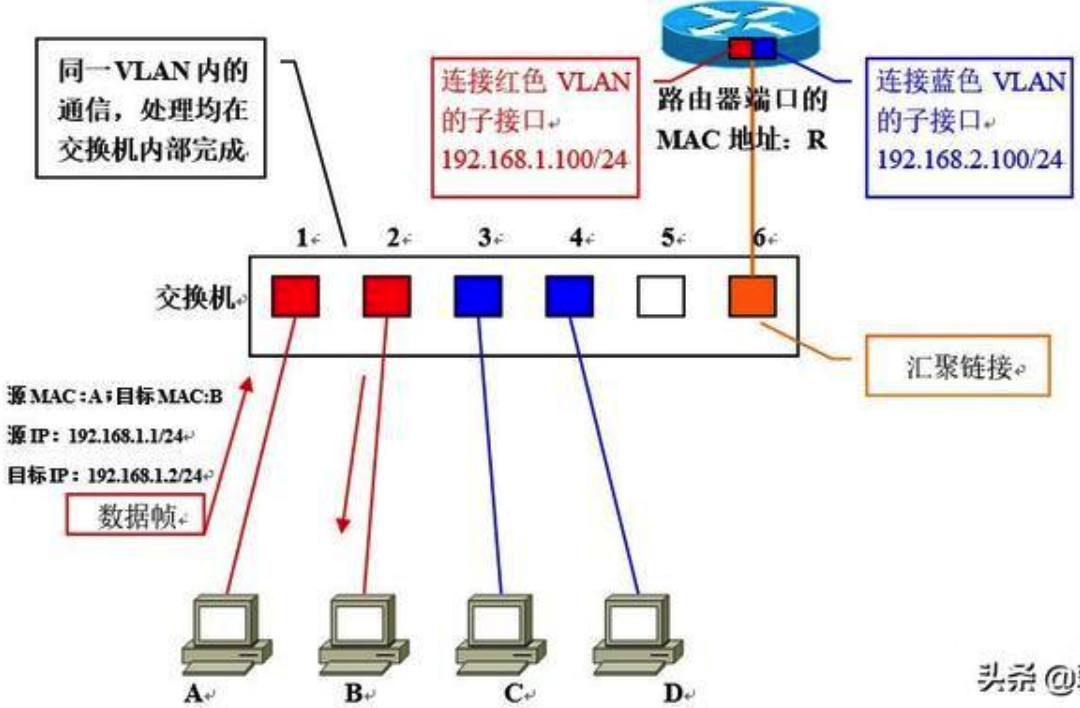 同一VLAN 内的
通信，处理均在
交换机内部完成
连接红色 VLAN
的子接口
192.168.1.100/24
路由器端口的
MAC 地址：R
连接蓝色 VLAN
的子接口
192.168.2.100/24
1 2 3 4 5 6
交换机
汇聚链接
源MAC:A;目标MAC:B
源IP：192.168.1.1/24
目标IP：192.168.1.2/24
数据帧
A B C D
头条 @